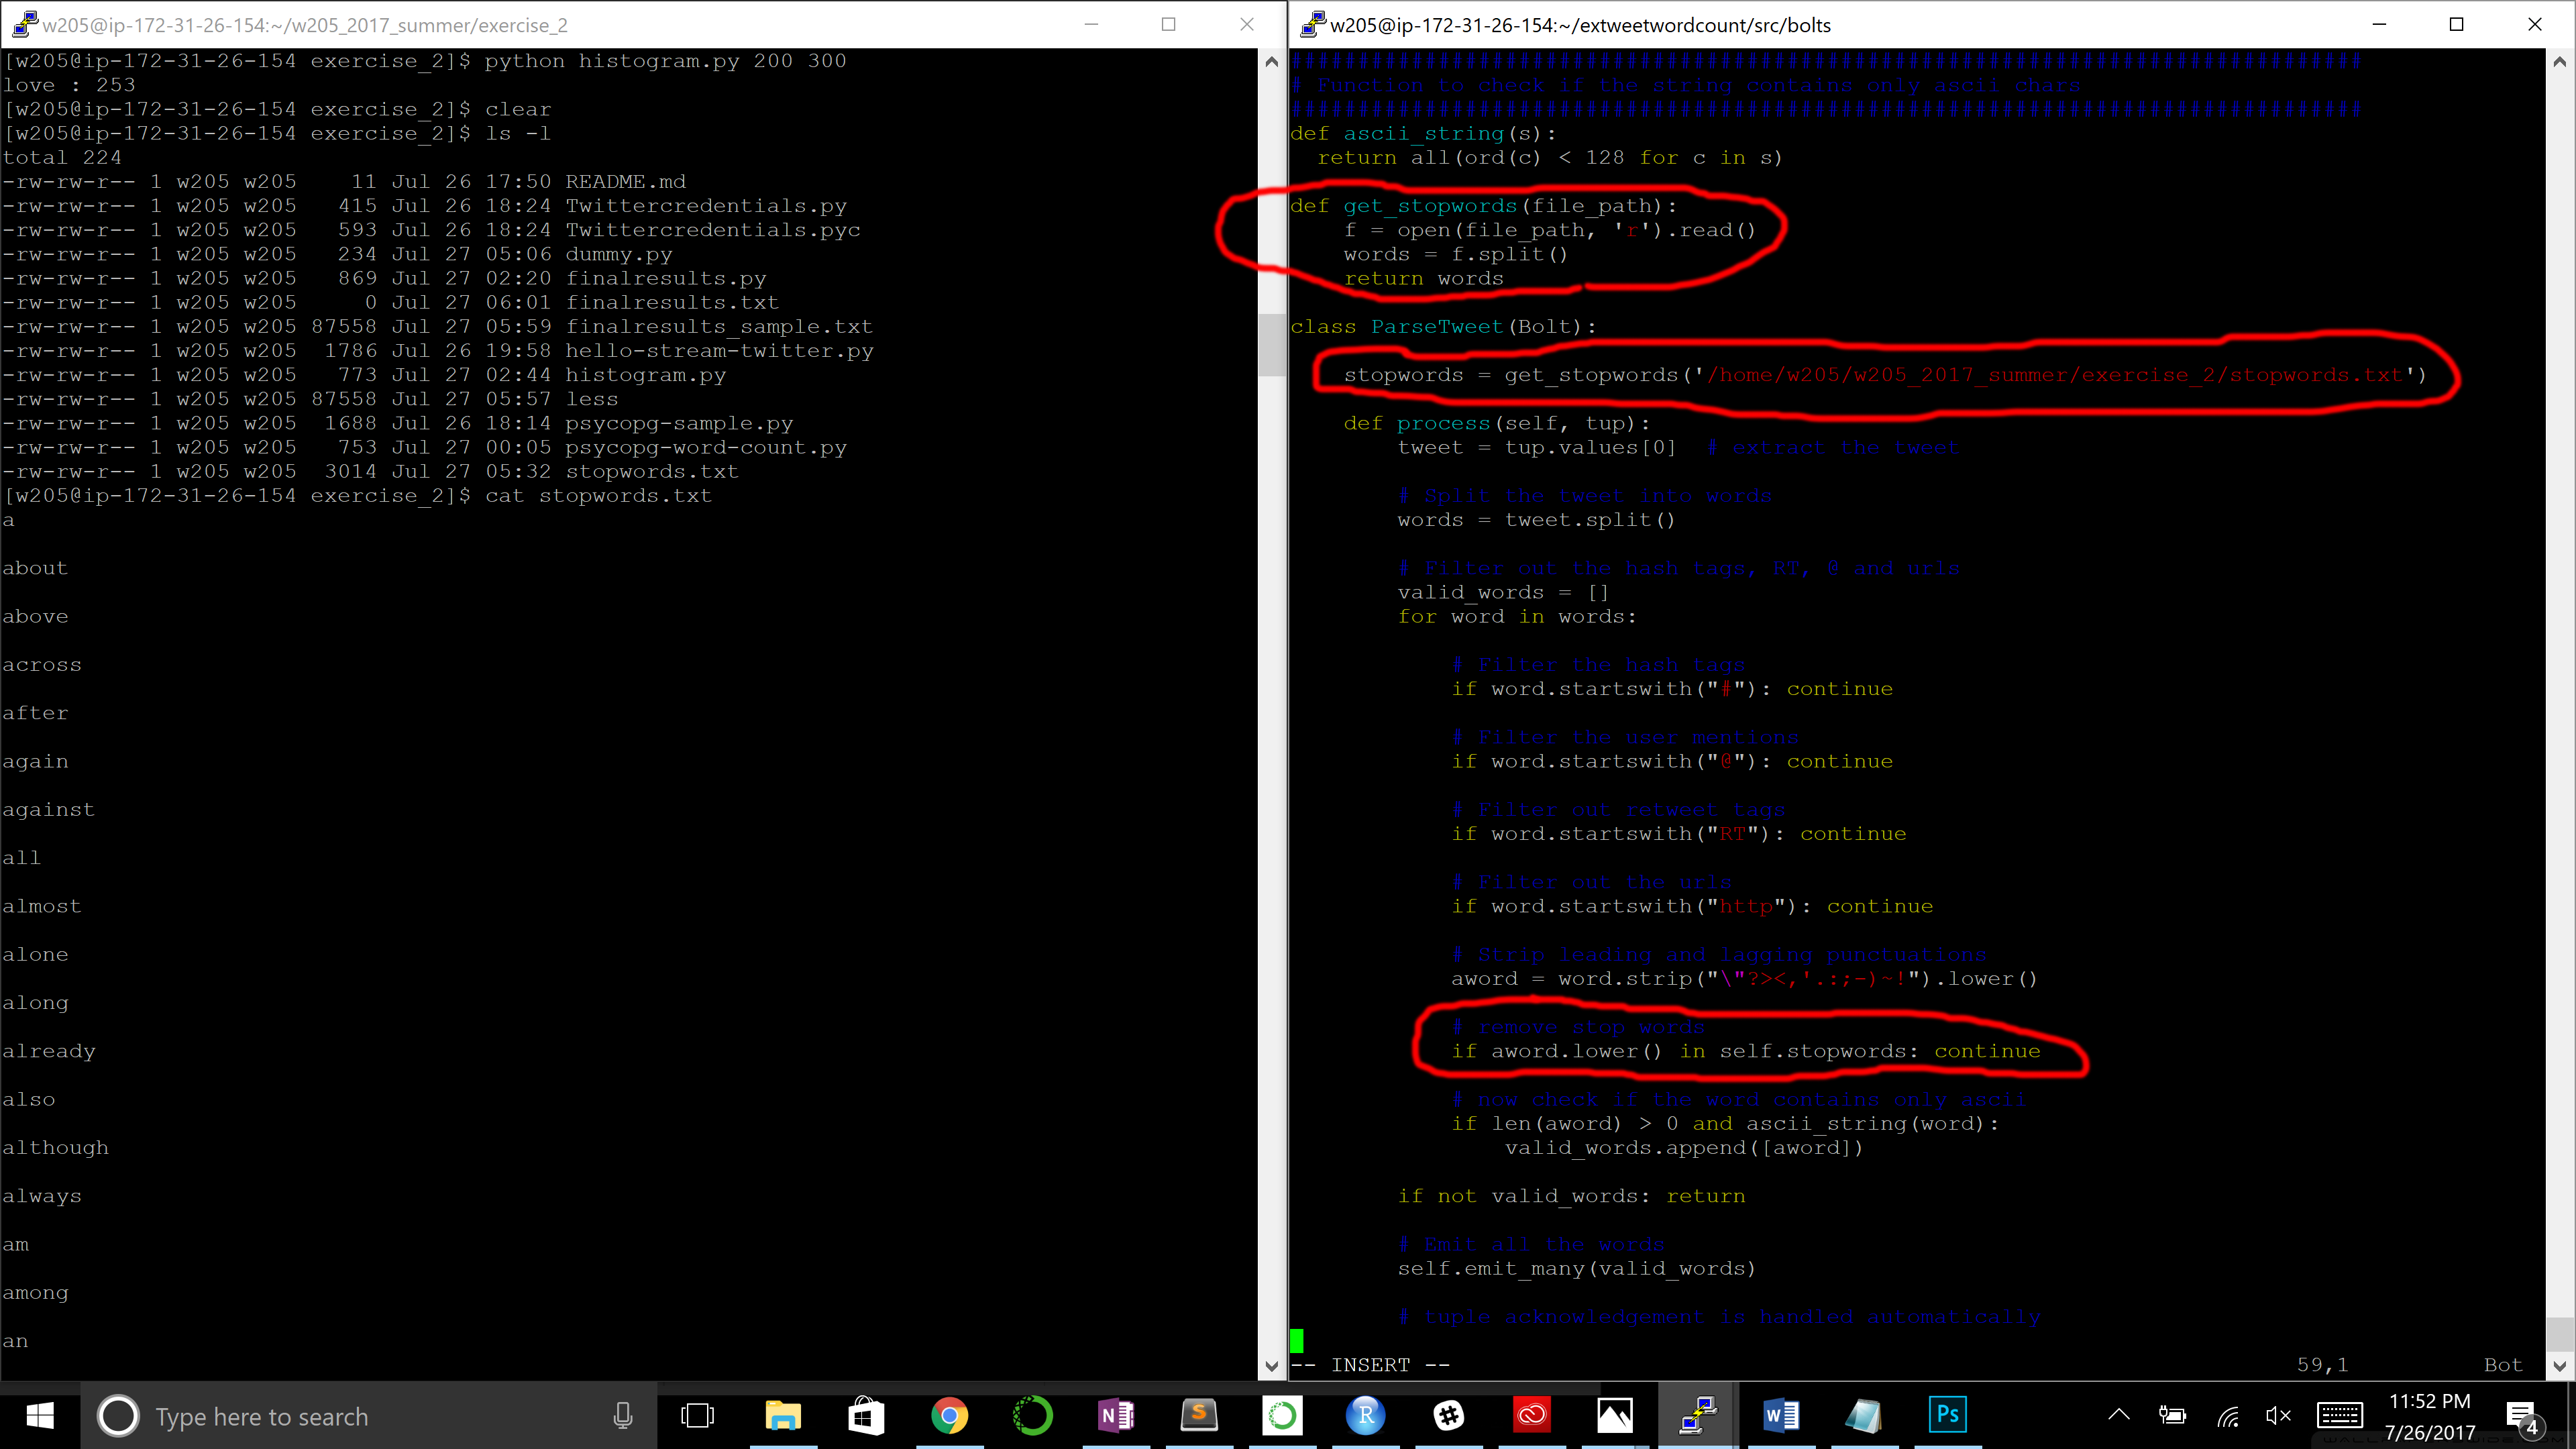 w205@ip-172-31-26-154:~/w205_2017_summer/exercise_2
[w205@ip-172-31-26-154 exercise_2]$ python histogram.py 200 300
love : 253
[w205@ip-172-31-26-154 exercise_2]$ clear
[w205@ip-172-31-26-154 exercise_2]$ ls -l
total 224
-rw-rw-r-- 1 w205 w205    11 Jul 26 17:50 README.md
-rw-rw-r-- 1 w205 w205   415 Jul 26 18:24 Twittercredentials.py
-rw-rw-r-- 1 w205 w205   593 Jul 26 18:24 Twittercredentials.pyc
-rw-rw-r-- 1 w205 w205   234 Jul 27 05:06 dummy.py
-rw-rw-r-- 1 w205 w205   869 Jul 27 02:20 finalresults.py
-rw-rw-r-- 1 w205 w205     0 Jul 27 06:01 finalresults.txt
-rw-rw-r-- 1 w205 w205 87558 Jul 27 05:59 finalresults_sample.txt
-rw-rw-r-- 1 w205 w205  1786 Jul 26 19:58 hello-stream-twitter.py
-rw-rw-r-- 1 w205 w205   773 Jul 27 02:44 histogram.py
-rw-rw-r-- 1 w205 w205 87558 Jul 27 05:57 less
-rw-rw-r-- 1 w205 w205  1688 Jul 26 18:14 psycopg-sample.py
-rw-rw-r-- 1 w205 w205   753 Jul 27 00:05 psycopg-word-count.py
-rw-rw-r-- 1 w205 w205  3014 Jul 27 05:32 stopwords.txt
[w205@ip-172-31-26-154 exercise_2]$ cat stopwords.txt
a
about
above
across
after
again
against
all
almost
alone
along
already
also
although
always
am
among
an
w205@ip-172-31-26-154:~/extweetwordcount/src/bolts
################################################################################
# Function to check if the string contains only ascii chars
################################################################################
def ascii_string(s):
  return all(ord(c) < 128 for c in s)
def get_stopwords(file_path):
    f = open(file_path, 'r').read()
    words = f.split()
    return words
class ParseTweet(Bolt):
    stopwords = get_stopwords('/home/w205/w205_2017_summer/exercise_2/stopwords.txt')
    def process(self, tup):
        tweet = tup.values[0]  # extract the tweet
        # Split the tweet into words
        words = tweet.split()
        # Filter out the hash tags, RT, @ and urls
        valid_words = []
        for word in words:
            # Filter the hash tags
            if word.startswith("#"): continue
            # Filter the user mentions
            if word.startswith("@"): continue
            # Filter out retweet tags
            if word.startswith("RT"): continue
            # Filter out the urls
            if word.startswith("http"): continue
            # Strip leading and lagging punctuations
            aword = word.strip("\"?><,'.:;-)~!").lower()
            # remove stop words
            if aword.lower() in self.stopwords: continue
            # now check if the word contains only ascii
            if len(aword) > 0 and ascii_string(word):
                valid_words.append([aword])
        if not valid_words: return
        # Emit all the words
        self.emit_many(valid_words)
        # tuple acknowledgement is handled automatically
-- INSERT -- 59,1 Bot
Type here to search
N
S
R
W
Ps
11:52 PM
7/26/2017
4